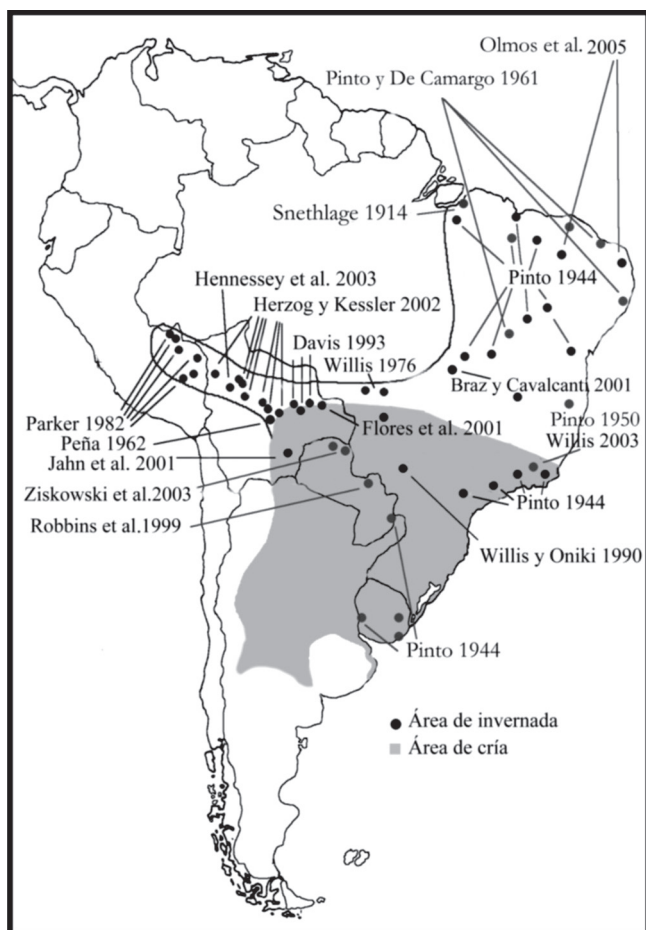 Olmos et al. 2005
Pinto y De Camargo 1961
Snethlage 1914
Pinto 1944
Hennessey et al. 2003
Herzog y Kessler 2002
Davis 1993
Willis 1976
Braz y Cavalcanti 2001
Parker 1982
Peña 1962
Flores et al. 2001
Pinto 1950
Willis 2003
Jahn et al. 2001
Ziskowski et al.2003
Pinto 1944
Robbins et al.1999
Willis y Oniki 1990
Pinto 1944
Área de invernada
Área de cría